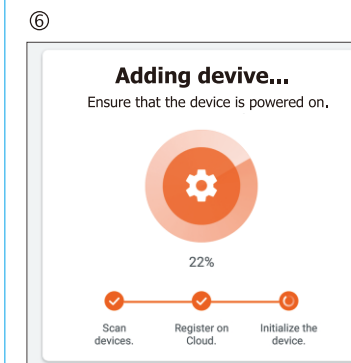 ⑥
Adding devive...
Ensure that the device is powered on.
22%
Scan devices.
Register on Cloud.
Initialize the device.